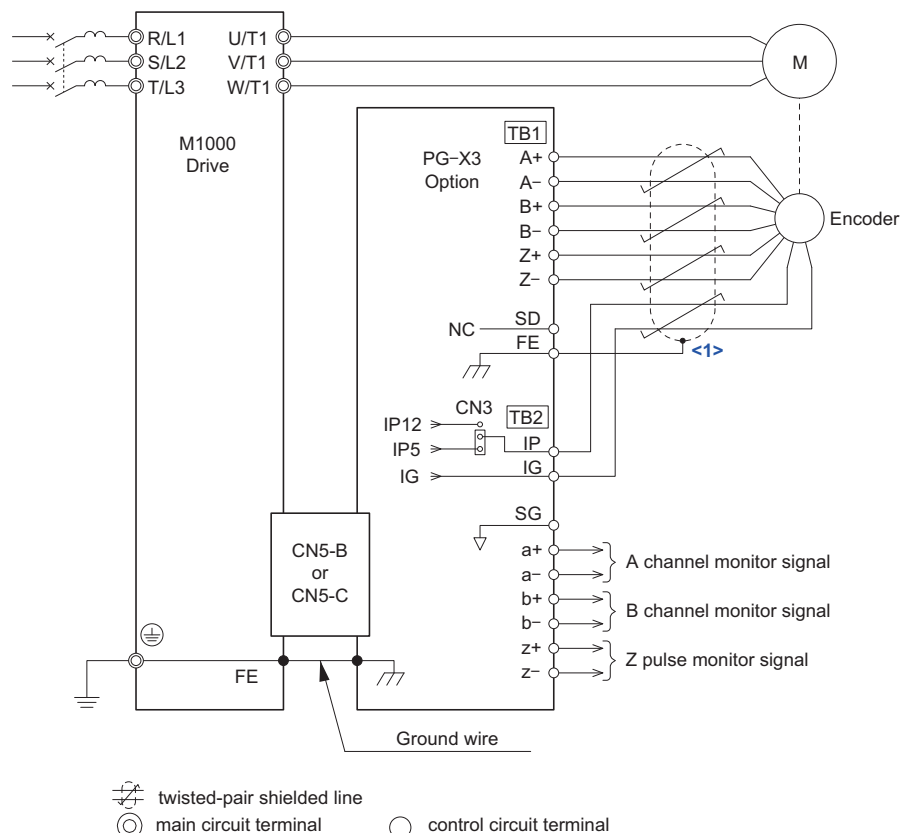 R/L1 U/T1
S/L2 V/T1
T/L3 W/T1
M
M1000
Drive
TB1
PG−X3
Option
A+
A−
B+
B−
Z+
Z−
Encoder
SD
NC
FE
<1>
CN3
TB2
IP12
IP
IP5
IG
IG
SG
CN5-B
or
CN5-C
a+
a−
A channel monitor signal
b+
b−
B channel monitor signal
z+
z−
Z pulse monitor signal
FE
Ground wire
twisted-pair shielded line
main circuit terminal
control circuit terminal